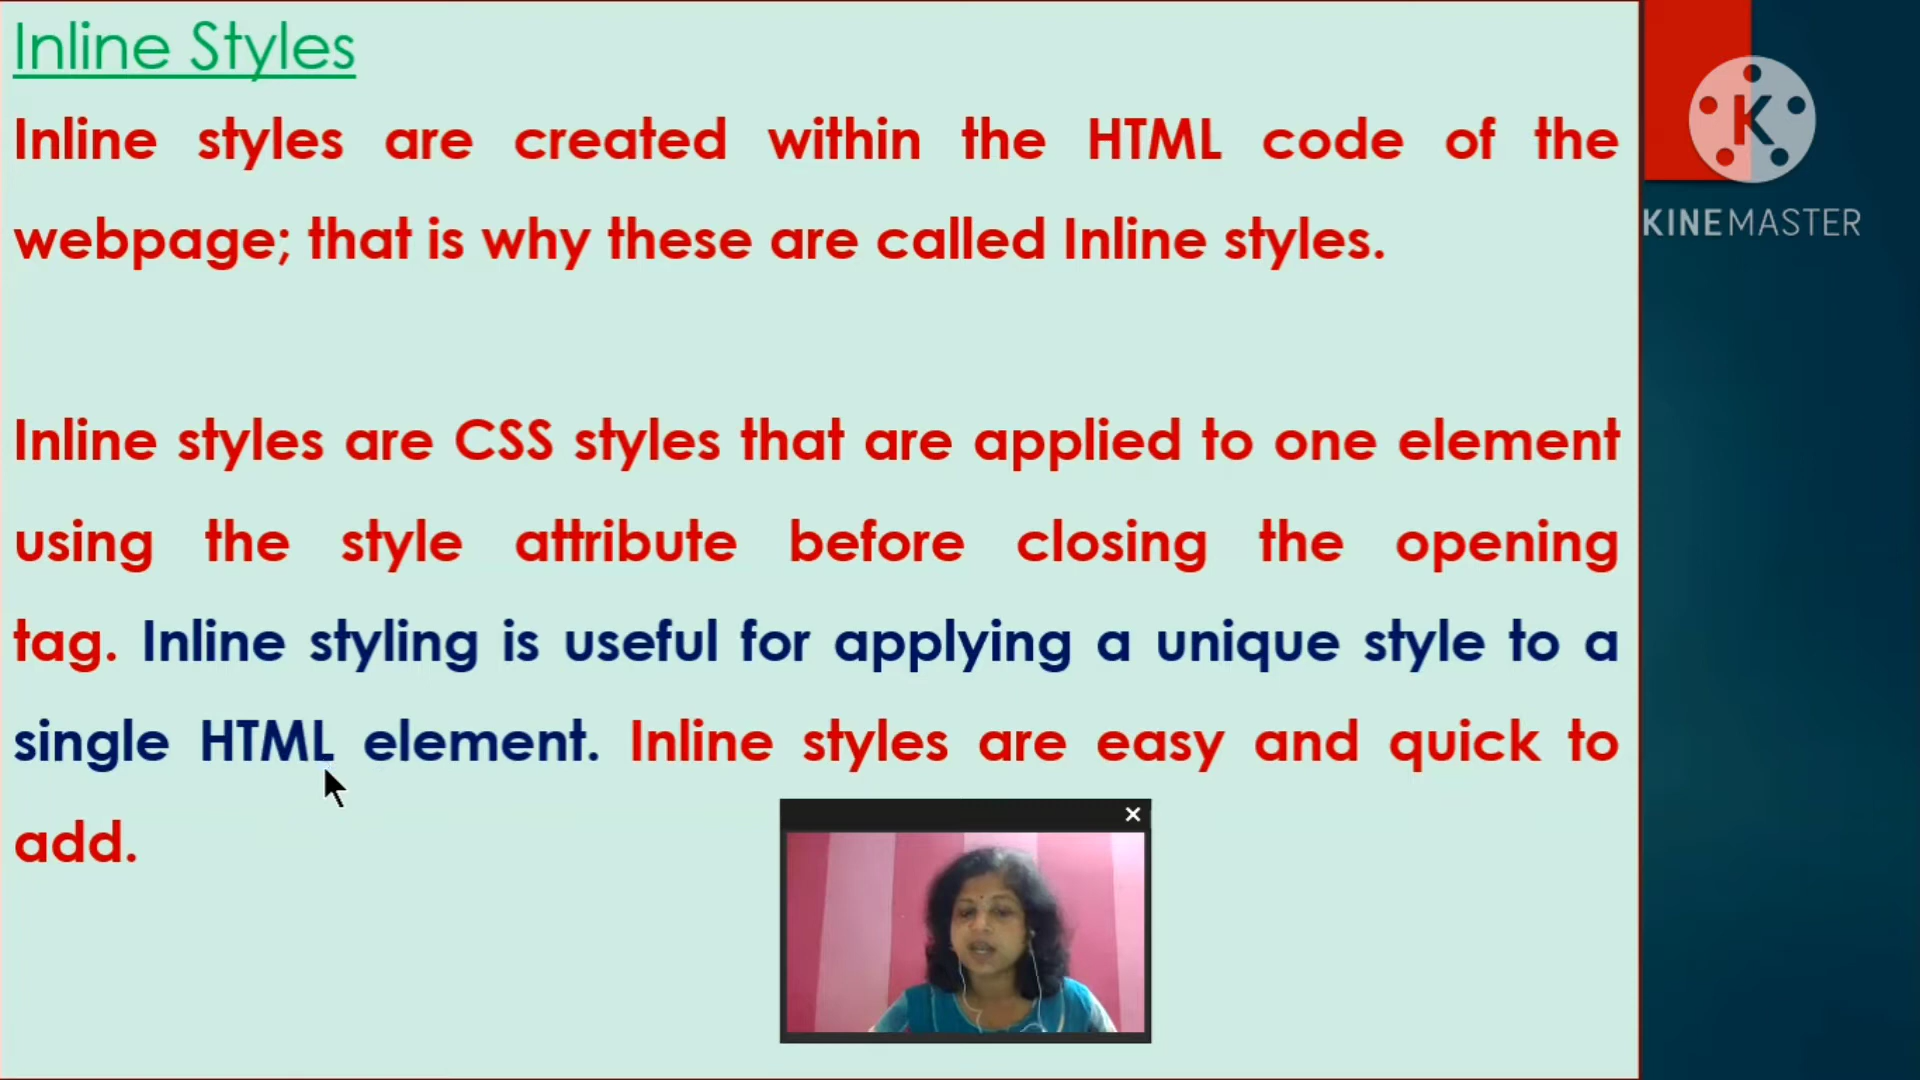 Inline Styles
Inline styles are created within the HTML code of the
webpage; that is why these are called Inline styles.
Inline styles are CSS styles that are applied to one element
using the style attribute before closing the opening
tag. Inline styling is useful for applying a unique style to a
single HTML element. Inline styles are easy and quick to
add.
K
KINEMASTER